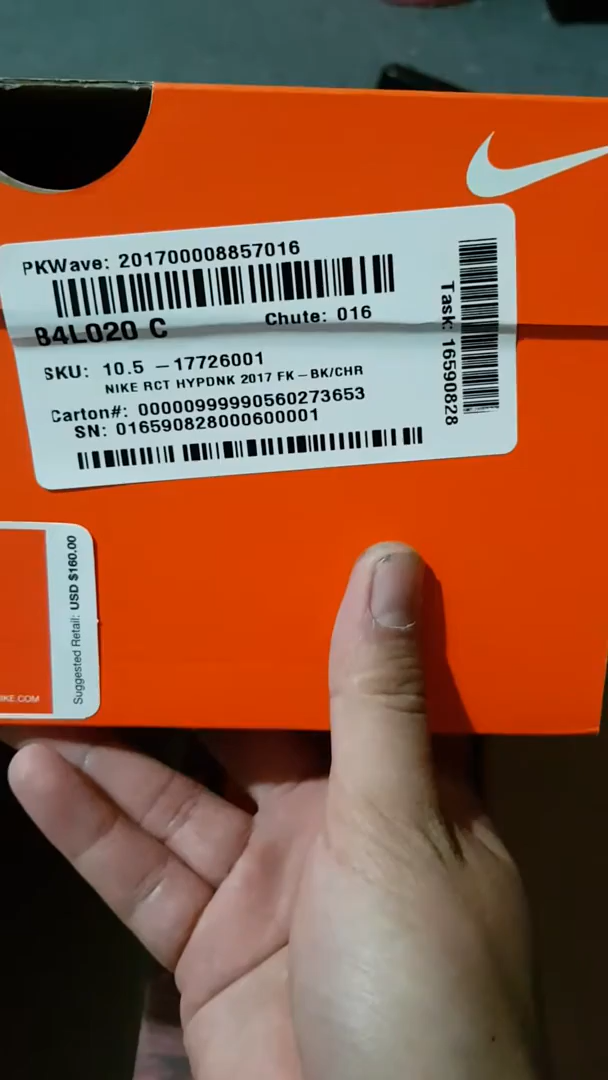 PKWave: 201700008857016
B4L020 C
Chute: 016
SKU: 10.5 – 17726001
NIKE RCT HYPDNK 2017 FK – BK/CHR
Carton#: 00000999990560273653
SN: 016590828000600001
Task: 16590828
Suggested Retail: USD $160.00
IKE.COM